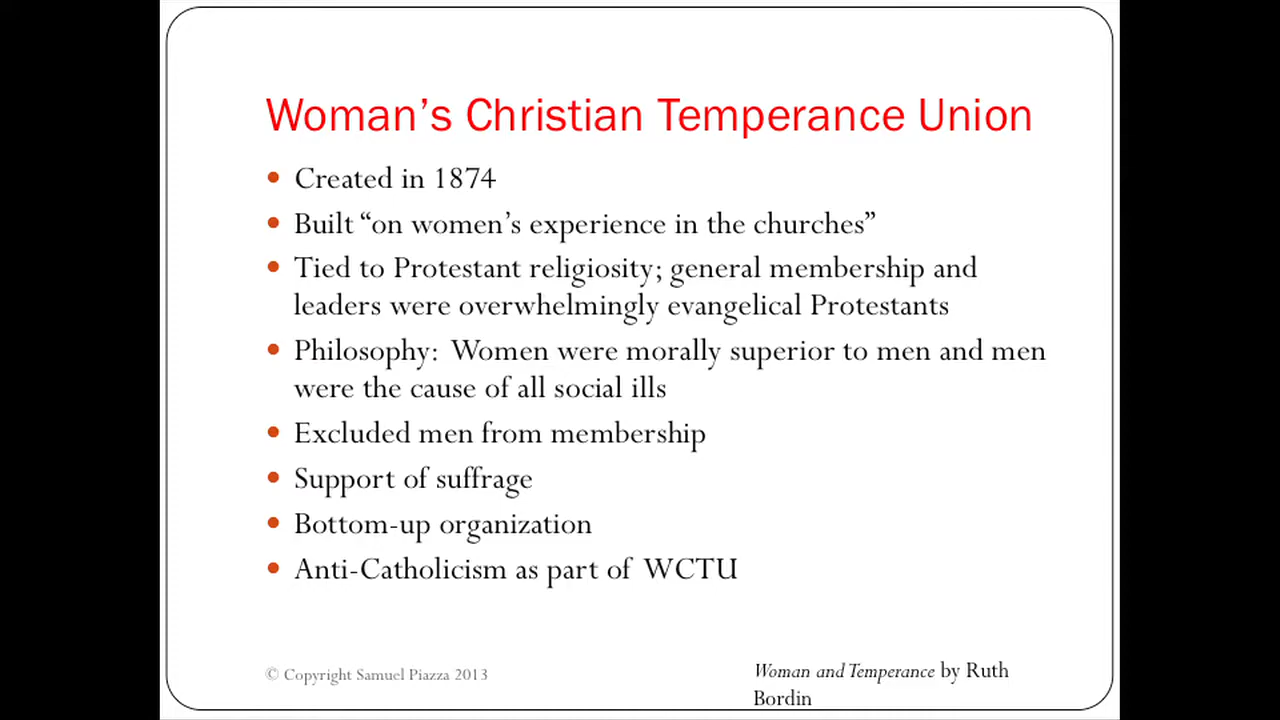 Woman’s Christian Temperance Union
• Created in 1874
• Built “on women’s experience in the churches”
• Tied to Protestant religiosity; general membership and
leaders were overwhelmingly evangelical Protestants
• Philosophy: Women were morally superior to men and men
were the cause of all social ills
• Excluded men from membership
• Support of suffrage
• Bottom-up organization
• Anti-Catholicism as part of WCTU
© Copyright Samuel Piazza 2013
Woman and Temperance by Ruth
Bordin